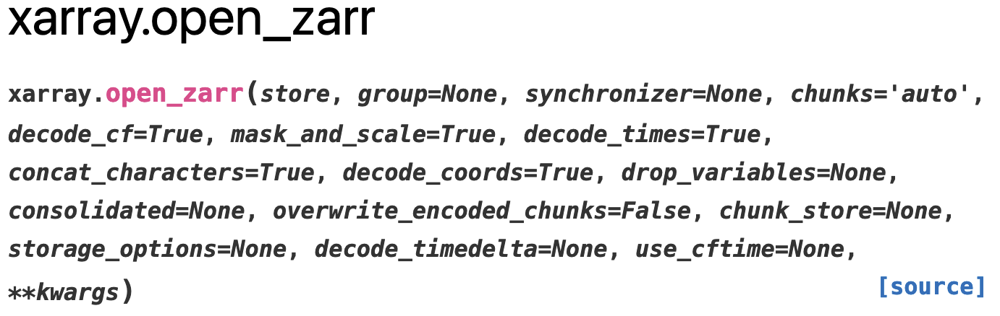 xarray.open_zarr
xarray.open_zarr(store, group=None, synchronizer=None, chunks='auto',
decode_cf=True, mask_and_scale=True, decode_times=True,
concat_characters=True, decode_coords=True, drop_variables=None,
consolidated=None, overwrite_encoded_chunks=False, chunk_store=None,
storage_options=None, decode_timedelta=None, use_cftime=None,
**kwargs) [source]